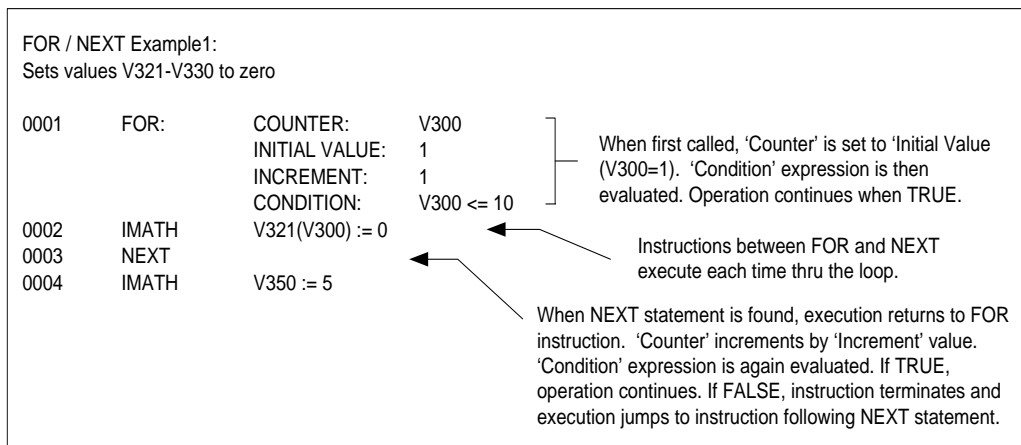 FOR / NEXT Example1:
Sets values V321-V330 to zero
0001 FOR: COUNTER: V300
INITIAL VALUE: 1
INCREMENT: 1
CONDITION: V300 <= 10
When first called, ‘Counter’ is set to ‘Initial Value
(V300=1). ‘Condition’ expression is then
evaluated. Operation continues when TRUE.
0002 IMATH V321(V300) := 0
0003 NEXT
0004 IMATH V350 := 5
Instructions between FOR and NEXT
execute each time thru the loop.
When NEXT statement is found, execution returns to FOR
instruction. ‘Counter’ increments by ‘Increment’ value.
‘Condition’ expression is again evaluated. If TRUE,
operation continues. If FALSE, instruction terminates and
execution jumps to instruction following NEXT statement.